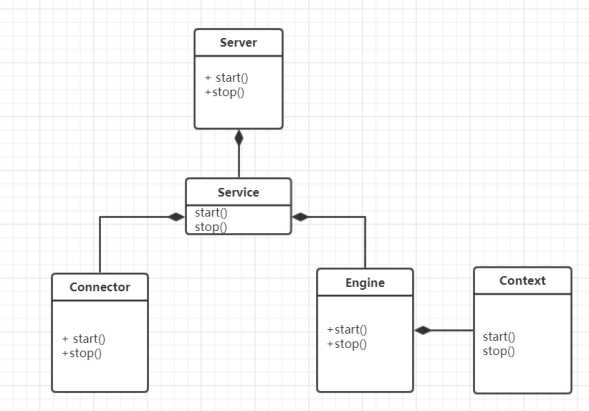 Server
+ start()
+stop()
Service
start()
stop()
Connector
+ start()
+stop()
Engine
+start()
+stop()
Context
start()
stop()